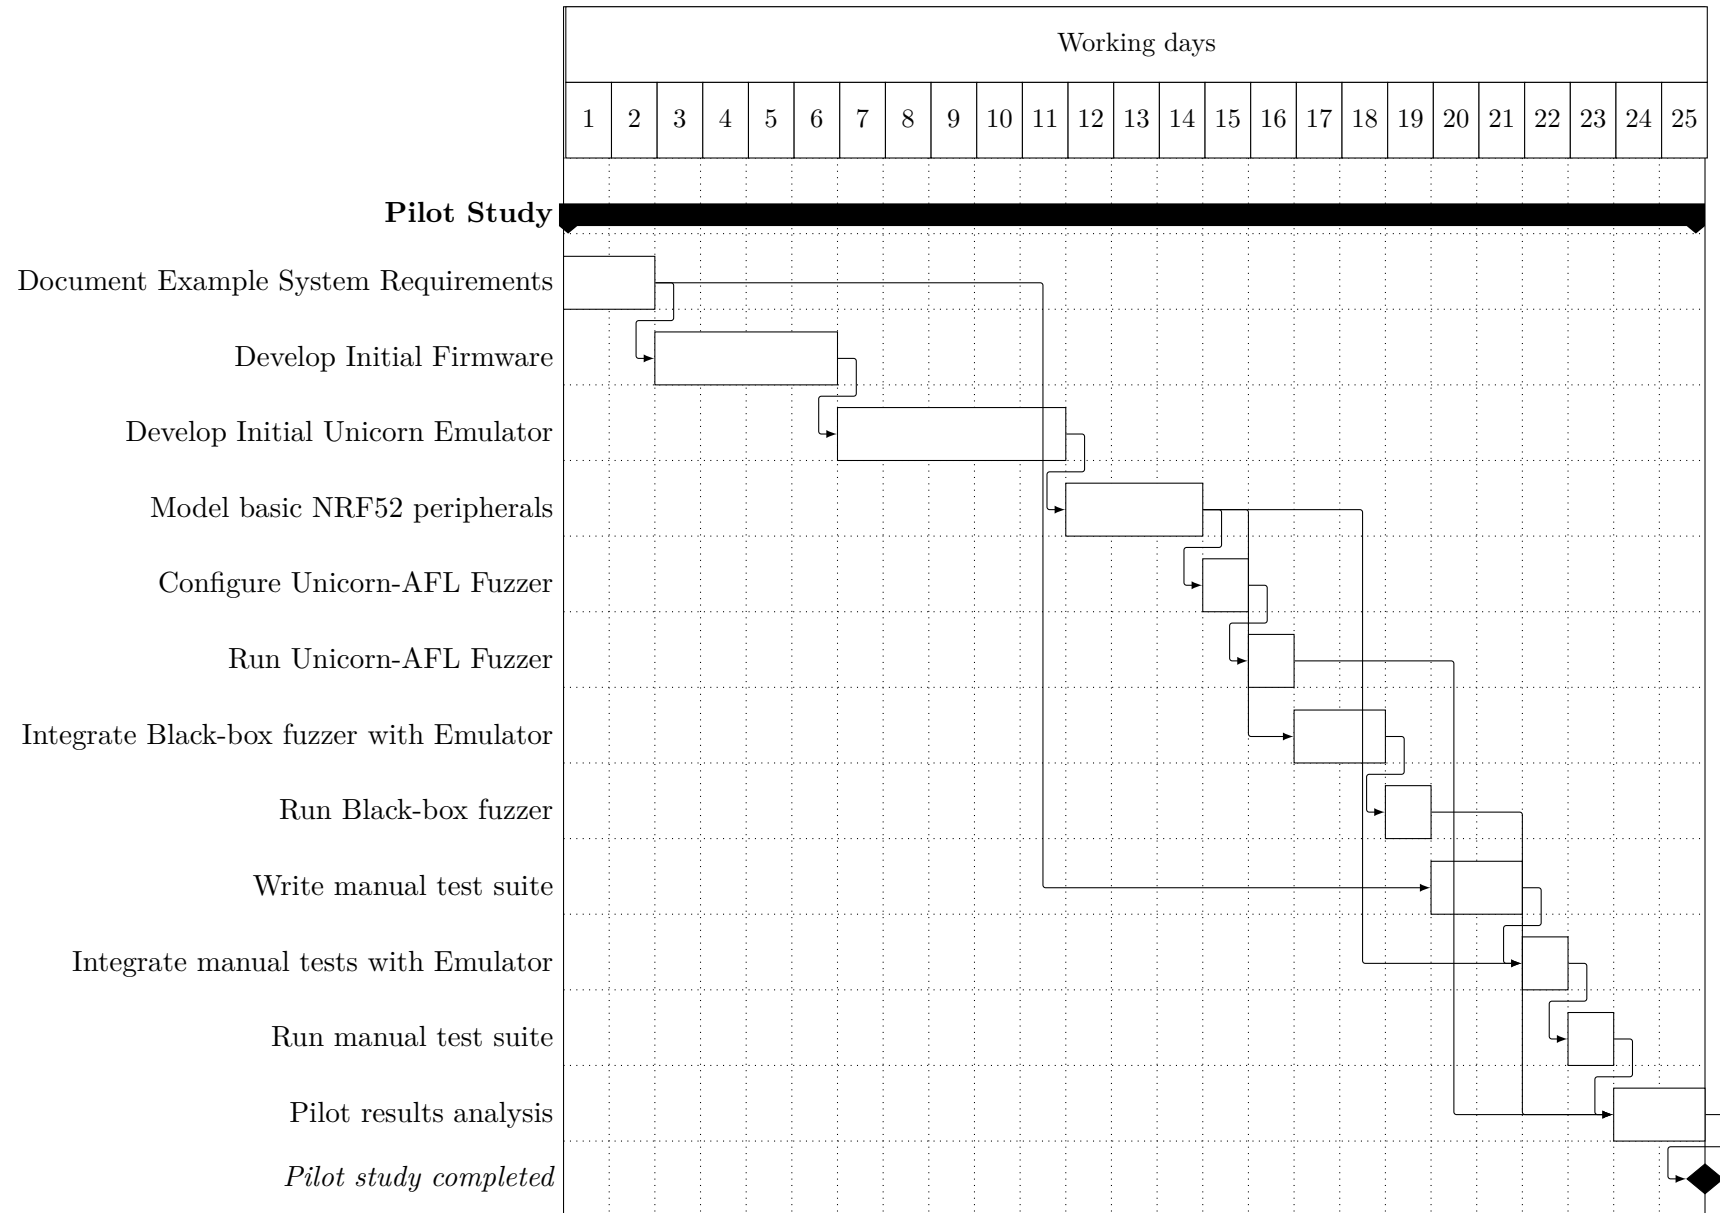 Working days
1 2 3 4 5 6 7 8 9 10 11 12 13 14 15 16 17 18 19 20 21 22 23 24 25
Pilot Study
Document Example System Requirements
Develop Initial Firmware
Develop Initial Unicorn Emulator
Model basic NRF52 peripherals
Configure Unicorn-AFL Fuzzer
Run Unicorn-AFL Fuzzer
Integrate Black-box fuzzer with Emulator
Run Black-box fuzzer
Write manual test suite
Integrate manual tests with Emulator
Run manual test suite
Pilot results analysis
Pilot study completed